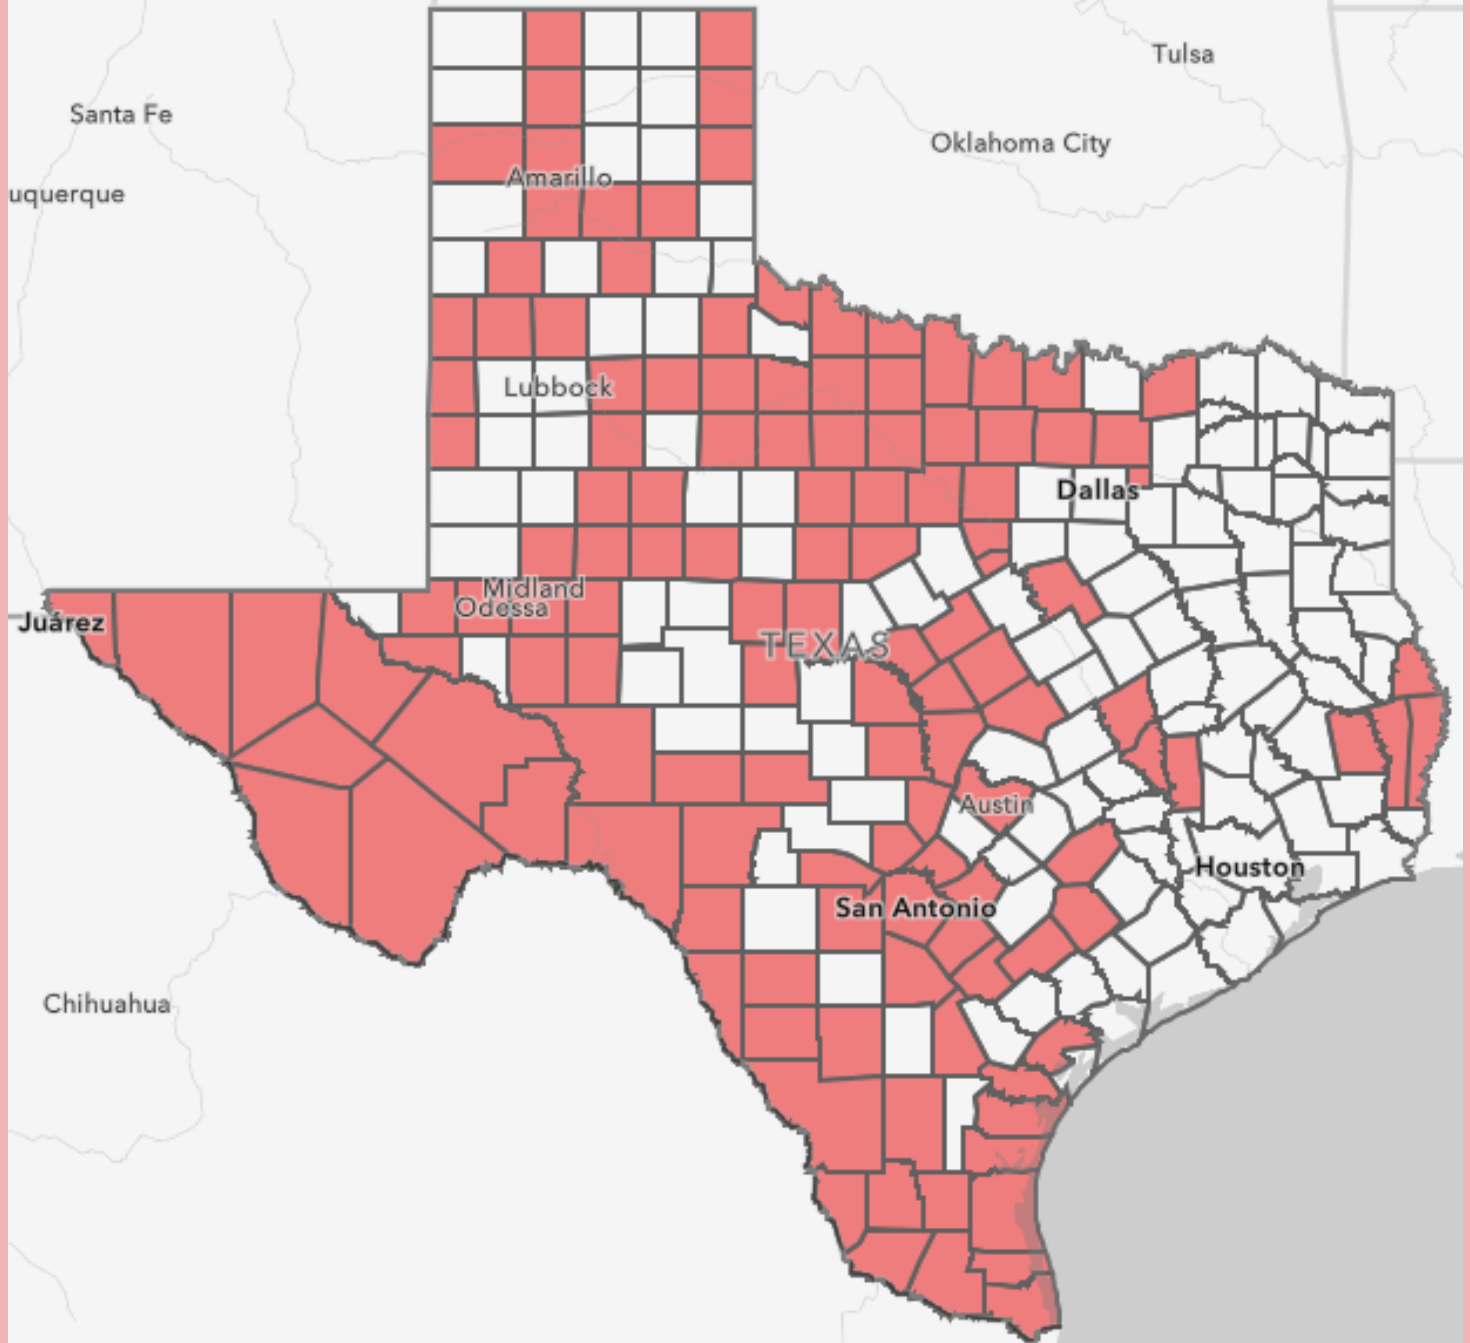 Tulsa
Santa Fe
Oklahoma City
Amarillo
uquerque
Lubbock
Dallas
Midland
Odessa
Juárez
TEXAS
Austin
Houston
San Antonio
Chihuahua